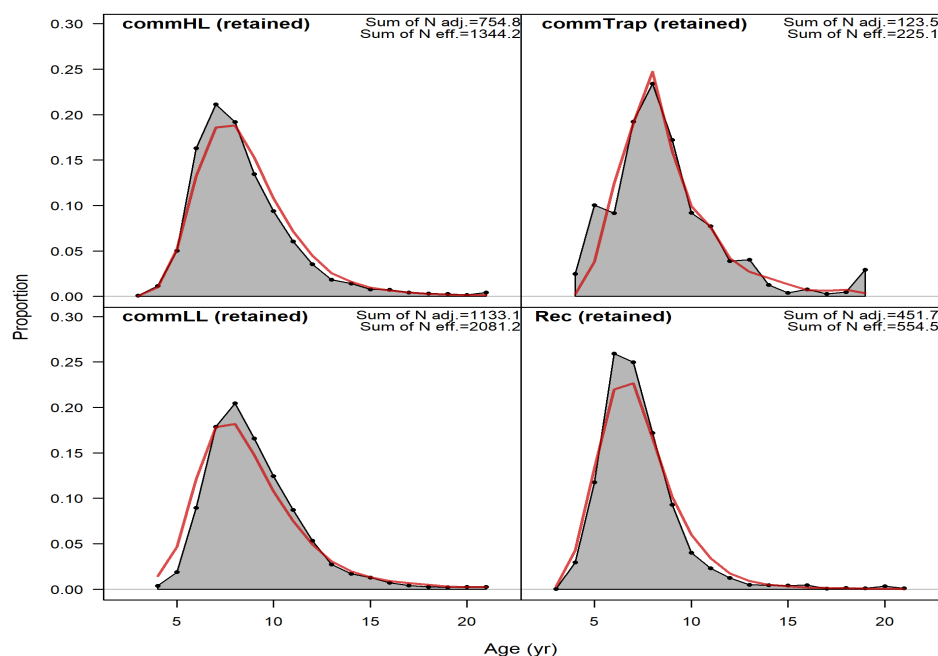 commHL (retained)
Sum of N adj.=754.8
Sum of N eff.=1344.2
commTrap (retained)
Sum of N adj.=123.5
Sum of N eff.=225.1
0.30
0.25
0.20
0.15
0.10
0.05
0.00
commLL (retained)
Sum of N adj.=1133.1
Sum of N eff.=2081.2
Rec (retained)
Sum of N adj.=451.7
Sum of N eff.=554.5
0.30
0.25
0.20
0.15
0.10
0.05
0.00
Proportion
5
10
15
20
5
10
15
20
Age (yr)